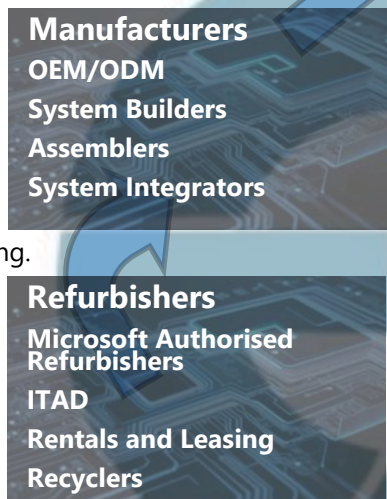 Manufacturers
OEM/ODM
System Builders
Assemblers
System Integrators
ng.
Refurbishers
Microsoft Authorised
Refurbishers
ITAD
Rentals and Leasing
Recyclers